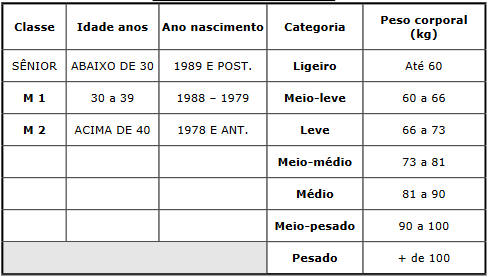 Classe Idade anos Ano nascimento Categoria Peso corporal (kg)
SÊNIOR ABAIXO DE 30 1989 E POST. Ligeiro Até 60
M 1 30 a 39 1988 – 1979 Meio-leve 60 a 66
M 2 ACIMA DE 40 1978 E ANT. Leve 66 a 73
Meio-médio 73 a 81
Médio 81 a 90
Meio-pesado 90 a 100
Pesado + de 100